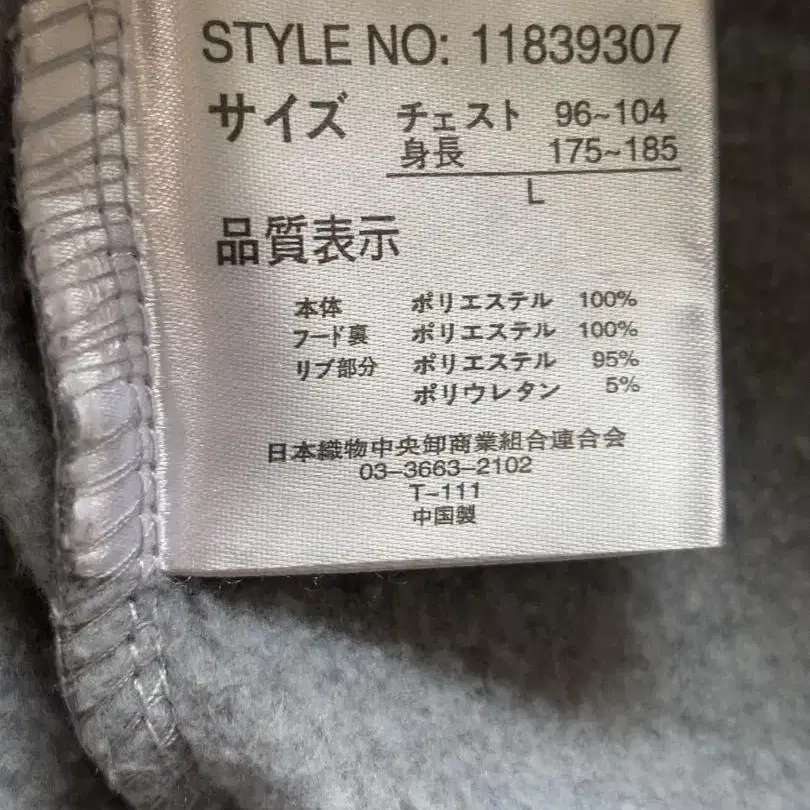 STYLE NO: 11839307
サイズ チェスト 96~104
身長 175~185
L
品質表示
本体 ポリエステル 100%
フード裏 ポリエステル 100%
リブ部分 ポリエステル 95%
ポリウレタン 5%
日本織物中央卸商業組合連合会
03-3663-2102
T-111
中国製